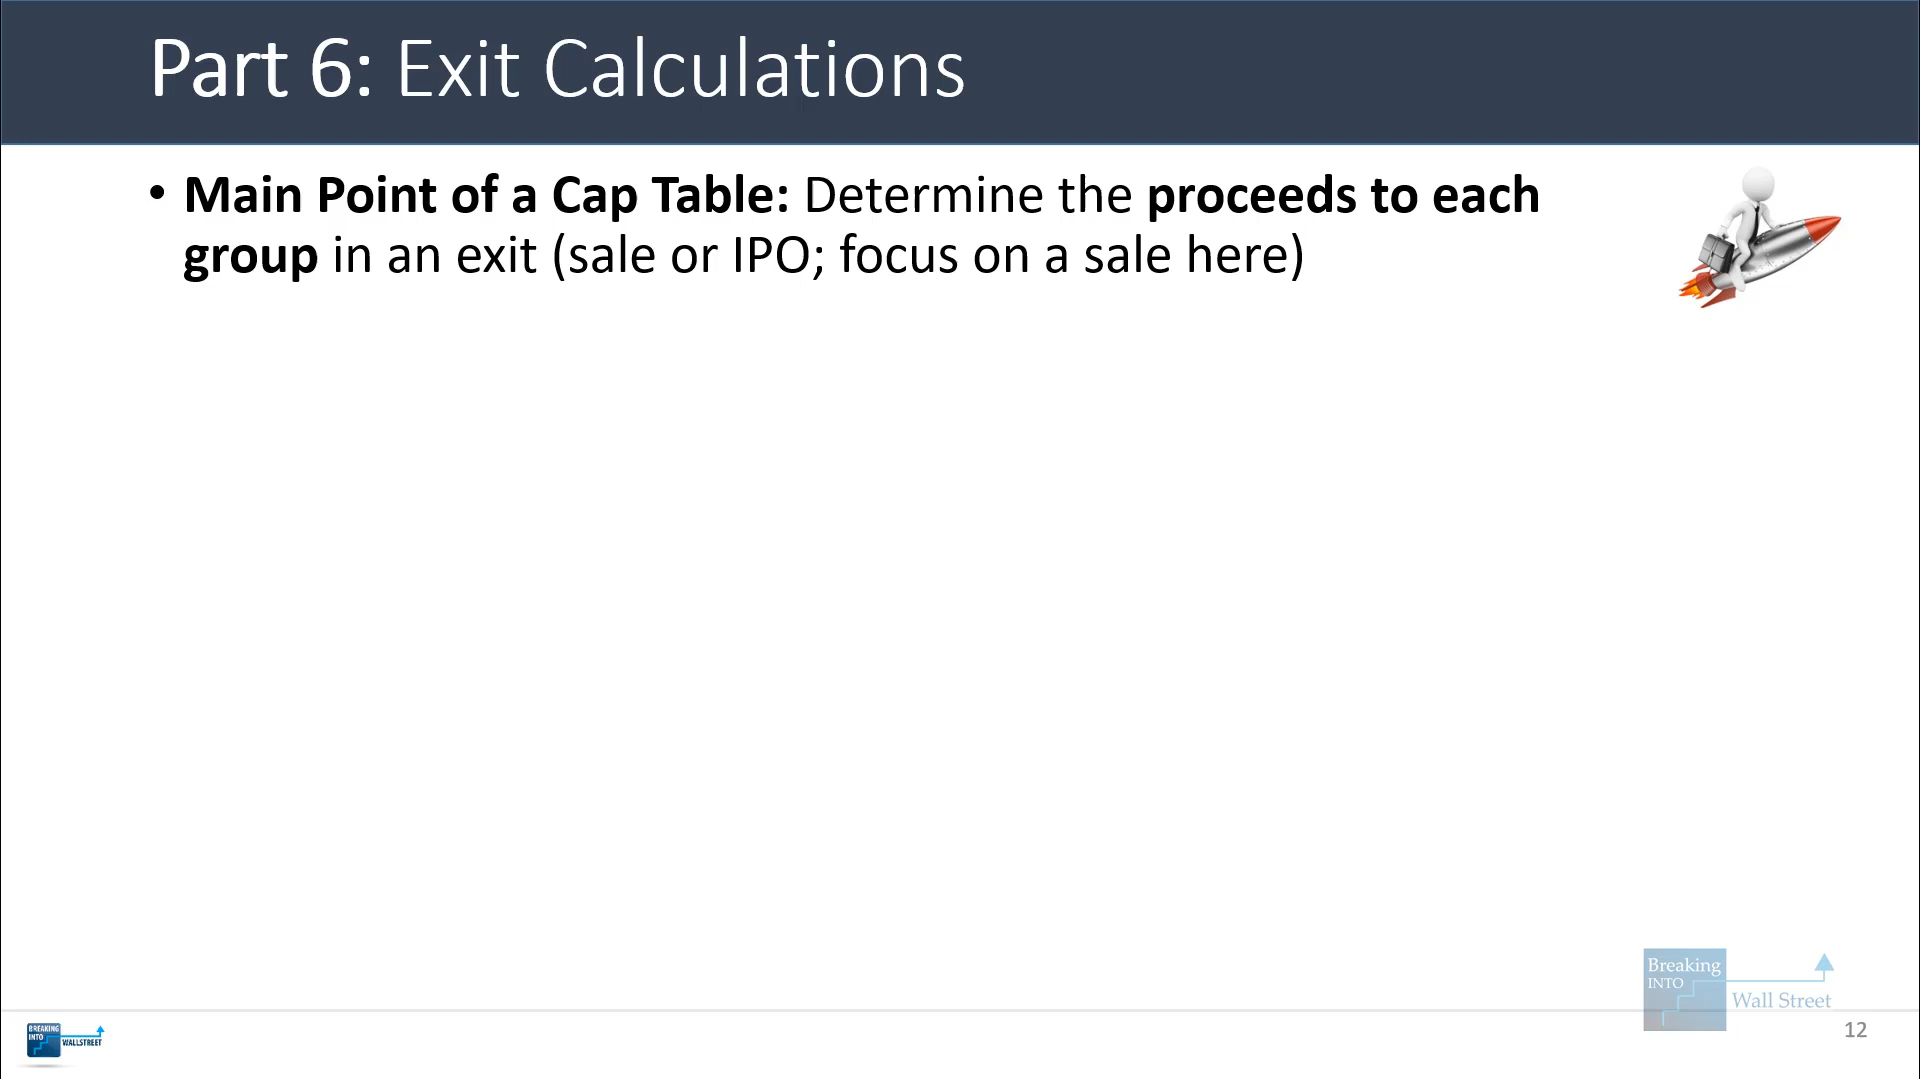 Part 6: Exit Calculations
• Main Point of a Cap Table: Determine the proceeds to each
group in an exit (sale or IPO; focus on a sale here)
Breaking
INTO
Wall Street
BREAKING
INTO
WALLSTREET
12